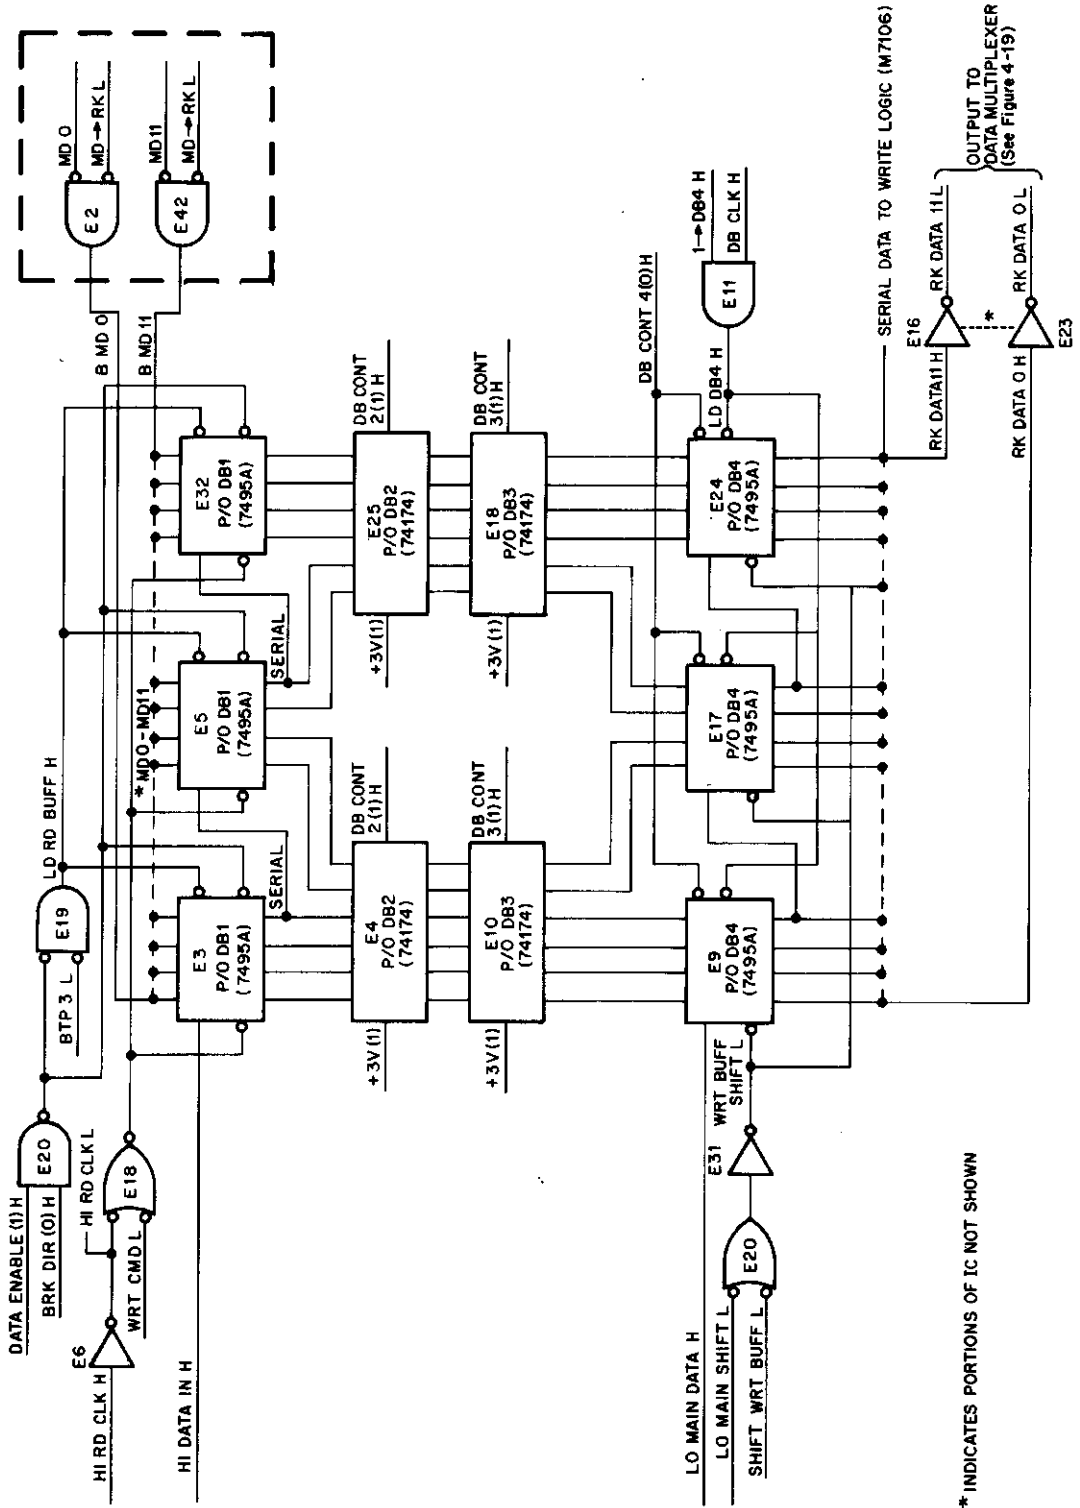 DATA ENABLE (1) H
BRK DIR (0) H
E20
BTP 3 L
E19
LD RD BUFF H
HI RD CLK H
E6
HI RD CLK L
WRT CMD L
E18
HI DATA IN H
MD 0
MD→RK L
E2
MD11
MD→RK L
E42
B MD 0
B MD 11
* MD0-MD11
E3
P/O DB1
(7495A)
SERIAL
E5
P/O DB1
(7495A)
SERIAL
E32
P/O DB1
(7495A)
+3V (1)
E4
P/O DB2
(74174)
DB CONT
2 (1) H
+3V (1)
E25
P/O DB2
(74174)
DB CONT
2 (1) H
+3V (1)
E10
P/O DB3
(74174)
DB CONT
3 (1) H
+3V (1)
E18
P/O DB3
(74174)
DB CONT
3 (1) H
DB CONT 4(0) H
1→DB4 H
DB CLK H
E11
LD DB4 H
E9
P/O DB4
(7495A)
E17
P/O DB4
(7495A)
E24
P/O DB4
(7495A)
LO MAIN DATA H
LO MAIN SHIFT L
SHIFT WRT BUFF L
E20
E31
WRT BUFF
SHIFT L
SERIAL DATA TO WRITE LOGIC (M7106)
RK DATA11 H
E16
RK DATA 11 L
*
RK DATA 0 H
E23
RK DATA 0 L
OUTPUT TO
DATA MULTIPLEXER
(See Figure 4-19)
* INDICATES PORTIONS OF IC NOT SHOWN